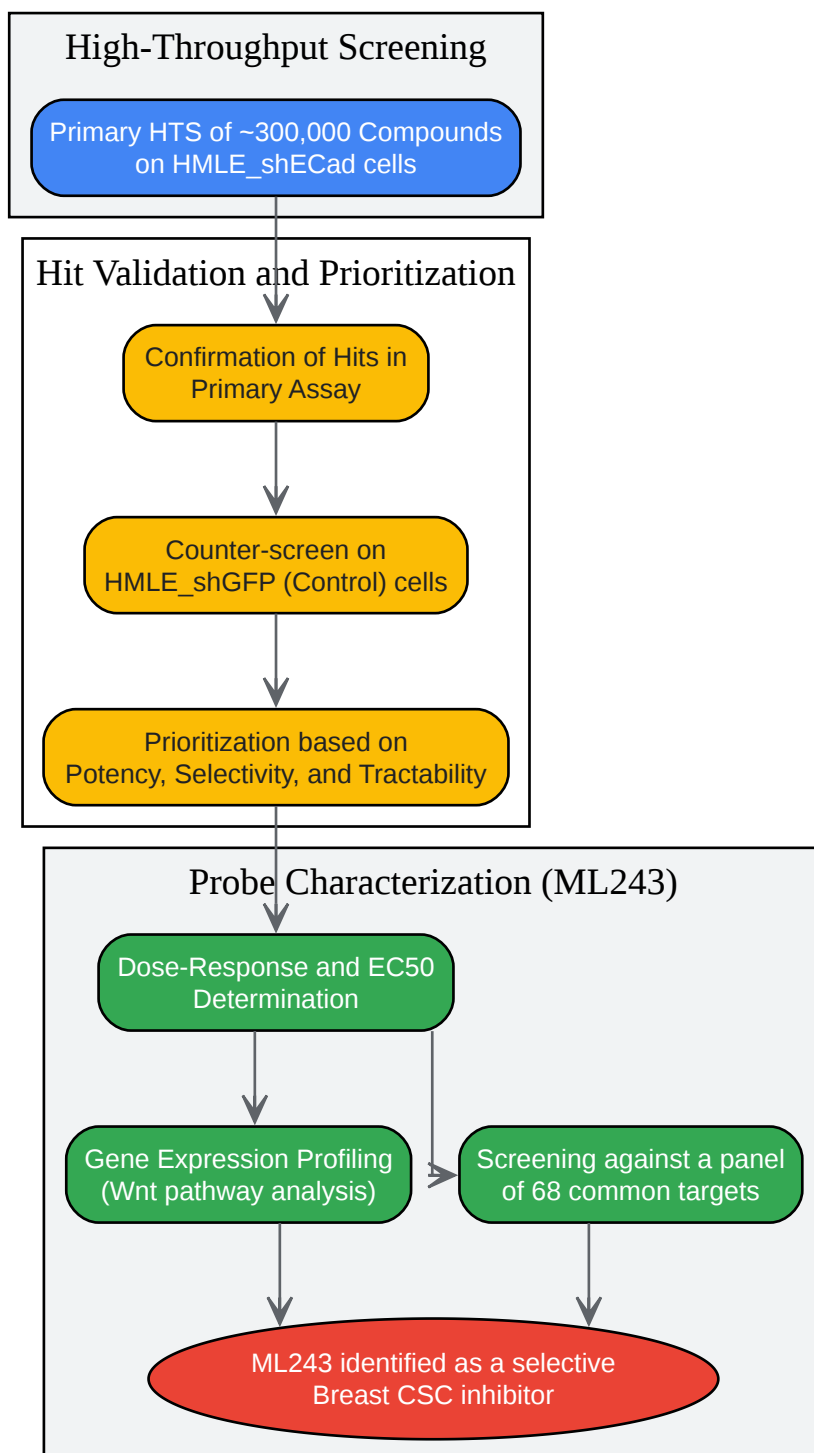 High-Throughput Screening
Primary HTS of ~300,000 Compounds
on HMLE_shECad cells
Hit Validation and Prioritization
Confirmation of Hits in
Primary Assay
Counter-screen on
HMLE_shGFP (Control) cells
Prioritization based on
Potency, Selectivity, and Tractability
Probe Characterization (ML243)
Dose-Response and EC50
Determination
Gene Expression Profiling
(Wnt pathway analysis)
Screening against a panel
of 68 common targets
ML243 identified as a selective
Breast CSC inhibitor